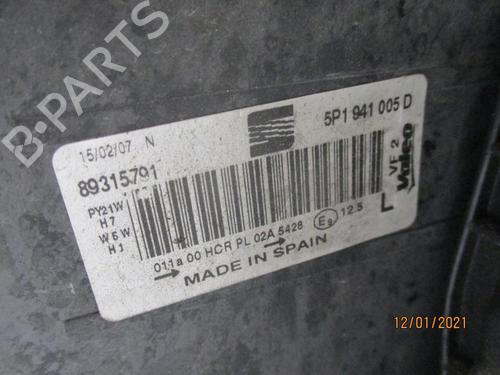 B-PARTS
15/02/07 N
5P1 941 005 D
89315791
PY21W
H7
W5W
H1
VF 2
Valeo
L
011a 00 HCR PL 02A 5428 E9 12.5
MADE IN SPAIN
12/01/2021